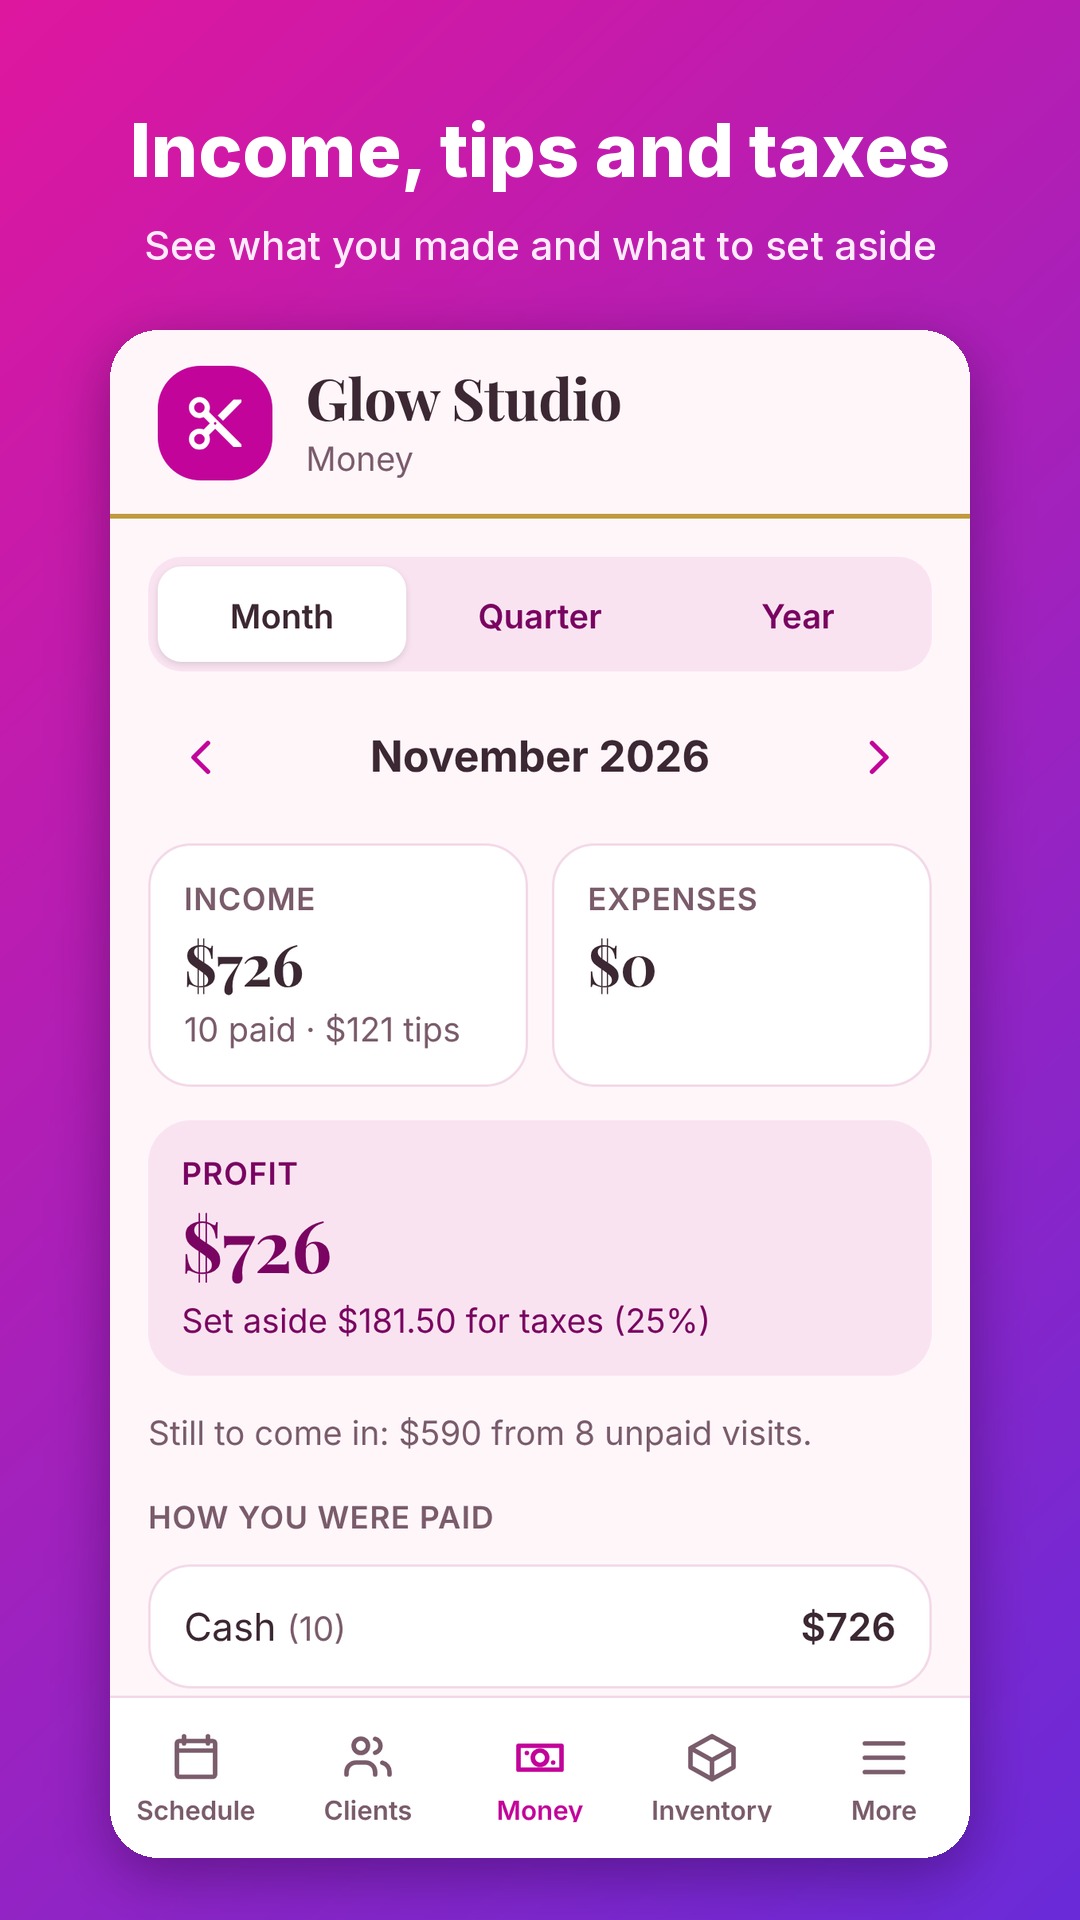 Income, tips and taxes
See what you made and what to set aside
Glow Studio
Money
Month Quarter Year
November 2026
INCOME
$726
10 paid · $121 tips
EXPENSES
$0
PROFIT
$726
Set aside $181.50 for taxes (25%)
Still to come in: $590 from 8 unpaid visits.
HOW YOU WERE PAID
Cash (10) $726
Schedule Clients Money Inventory More